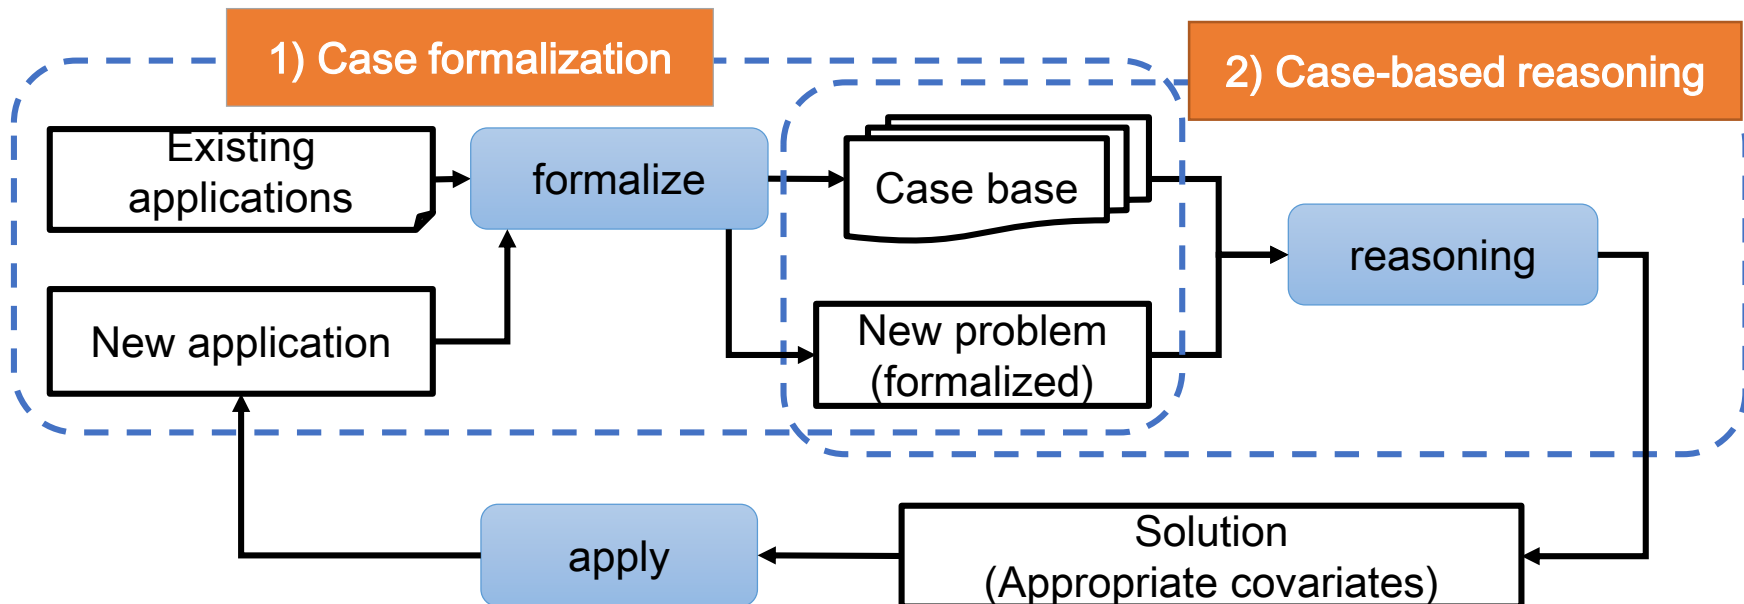 1) Case formalization
2) Case-based reasoning
Existing
applications
formalize
Case base
reasoning
New application
New problem
(formalized)
apply
Solution
(Appropriate covariates)